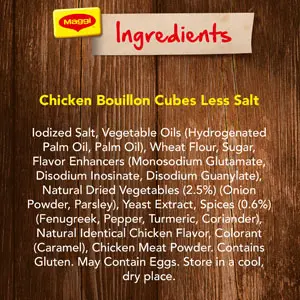 Maggi
Ingredients
Chicken Bouillon Cubes Less Salt
Iodized Salt, Vegetable Oils (Hydrogenated
Palm Oil, Palm Oil), Wheat Flour, Sugar,
Flavor Enhancers (Monosodium Glutamate,
Disodium Inosinate, Disodium Guanylate),
Natural Dried Vegetables (2.5%) (Onion
Powder, Parsley), Yeast Extract, Spices (0.6%)
(Fenugreek, Pepper, Turmeric, Coriander),
Natural Identical Chicken Flavor, Colorant
(Caramel), Chicken Meat Powder. Contains
Gluten. May Contain Eggs. Store in a cool,
dry place.